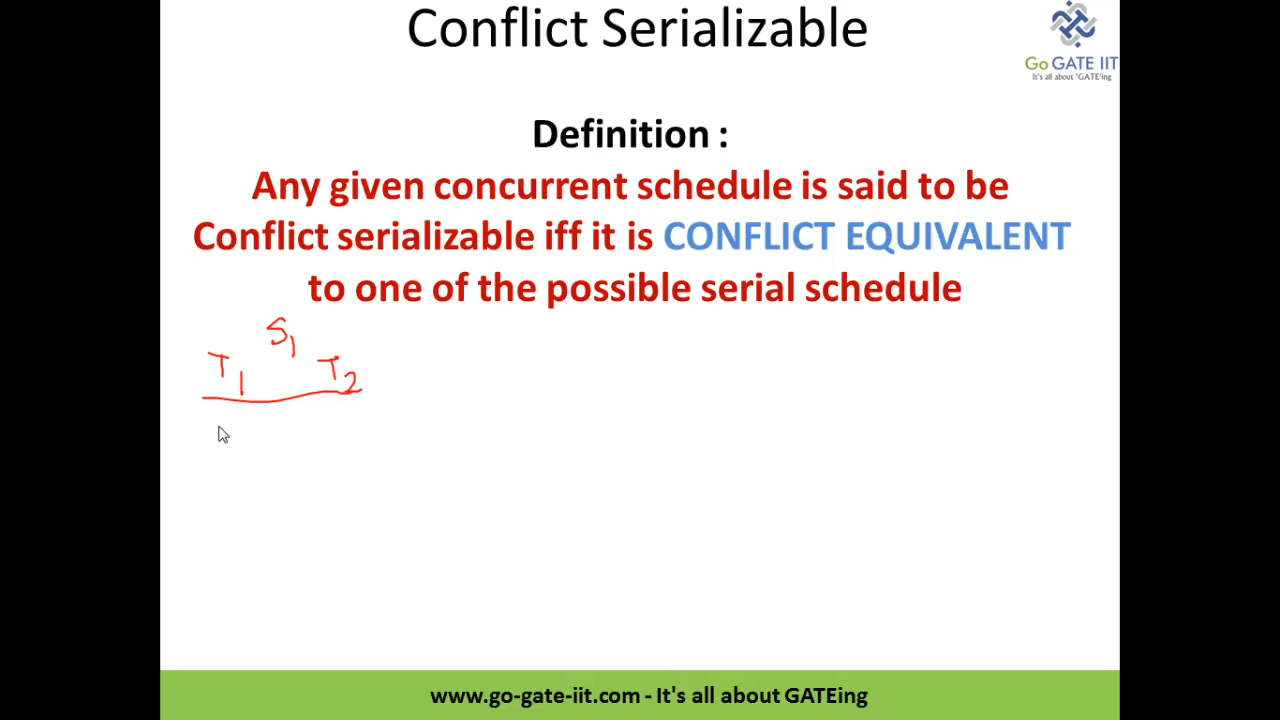 Conflict Serializable
Go GATE IIT
It's all about 'GATE'ing
Definition :
Any given concurrent schedule is said to be
Conflict serializable iff it is CONFLICT EQUIVALENT
to one of the possible serial schedule
S1
T1 T2
www.go-gate-iit.com - It's all about GATEing